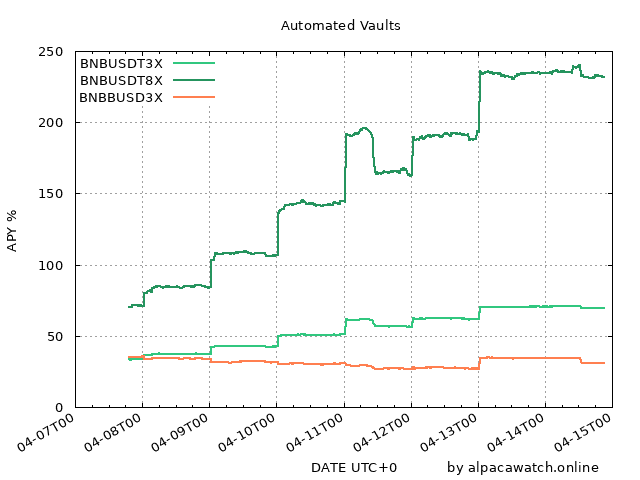 Automated Vaults
250
200
150
100
50
0
APY %
BNBUSDT3X
BNBUSDT8X
BNBBUSD3X
04-07T00
04-08T00
04-09T00
04-10T00
04-11T00
04-12T00
04-13T00
04-14T00
04-15T00
DATE UTC+0
by alpacawatch.online